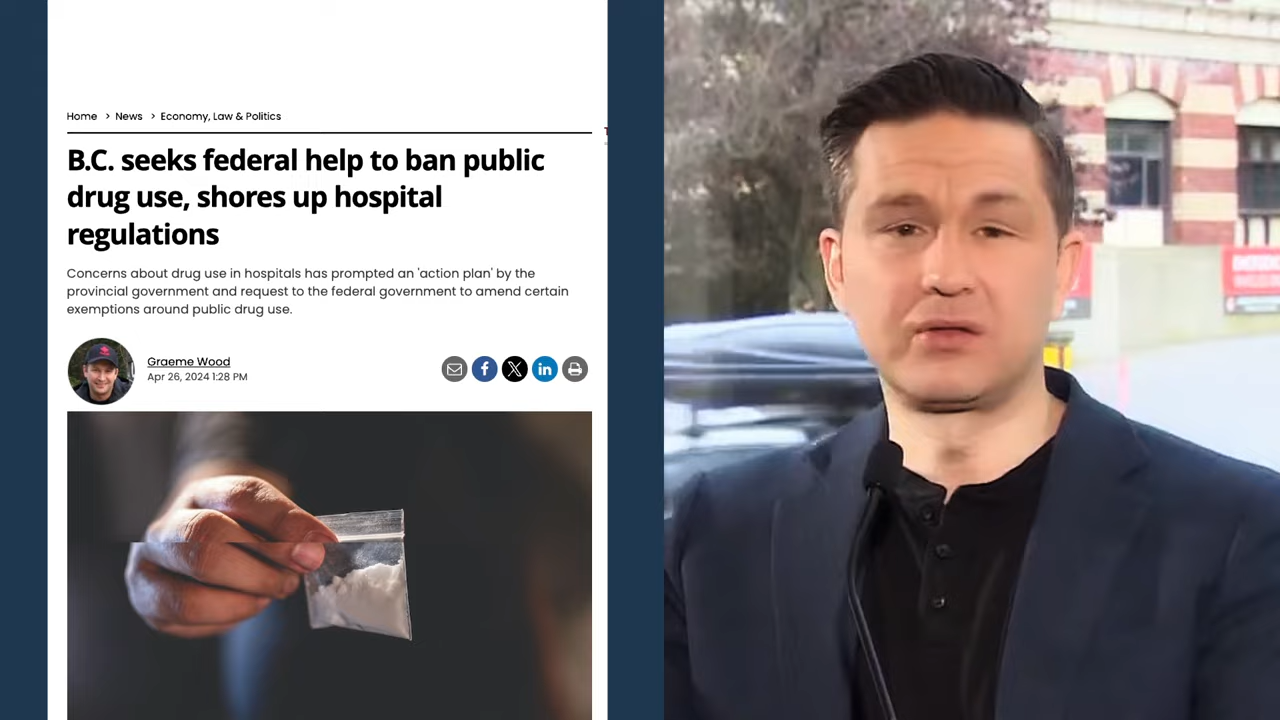 Home > News > Economy, Law & Politics
B.C. seeks federal help to ban public
drug use, shores up hospital
regulations
Concerns about drug use in hospitals has prompted an 'action plan' by the
provincial government and request to the federal government to amend certain
exemptions around public drug use.
Graeme Wood
Apr 26, 2024 1:28 PM